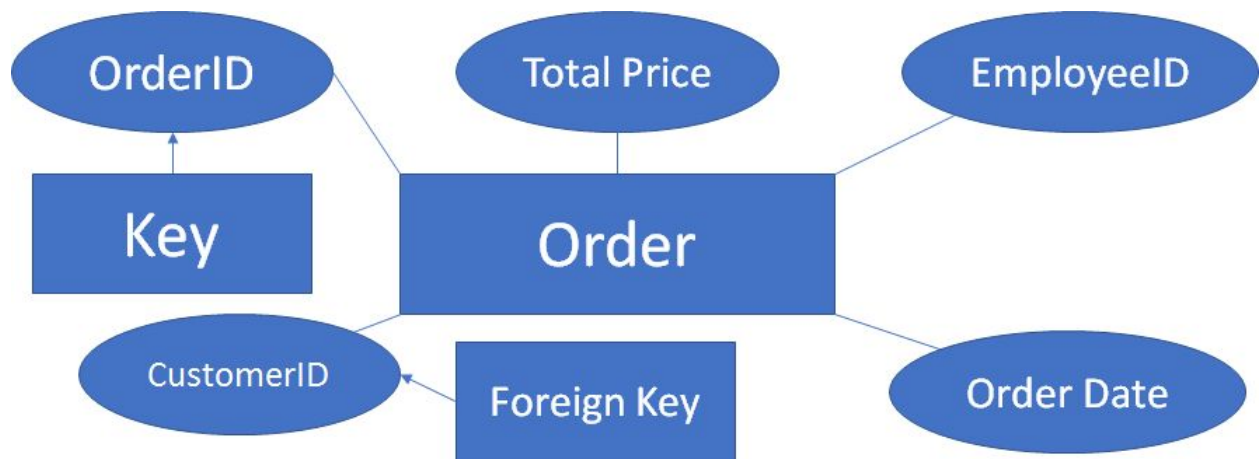 OrderID
Total Price
EmployeeID
Key
Order
CustomerID
Foreign Key
Order Date